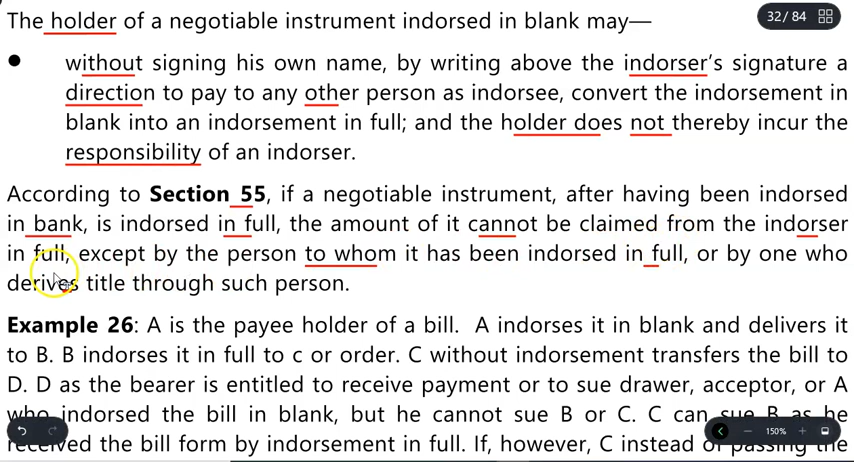 The holder of a negotiable instrument indorsed in blank may—
32 / 84
● without signing his own name, by writing above the indorser's signature a
direction to pay to any other person as indorsee, convert the indorsement in
blank into an indorsement in full; and the holder does not thereby incur the
responsibility of an indorser.
According to Section 55, if a negotiable instrument, after having been indorsed
in bank, is indorsed in full, the amount of it cannot be claimed from the indorser
in full, except by the person to whom it has been indorsed in full, or by one who
derives title through such person.
Example 26: A is the payee holder of a bill. A indorses it in blank and delivers it
to B. B indorses it in full to c or order. C without indorsement transfers the bill to
D. D as the bearer is entitled to receive payment or to sue drawer, acceptor, or A
who indorsed the bill in blank, but he cannot sue B or C. C can sue B as he
received the bill form by indorsement in full. If, however, C instead of passing the
150%